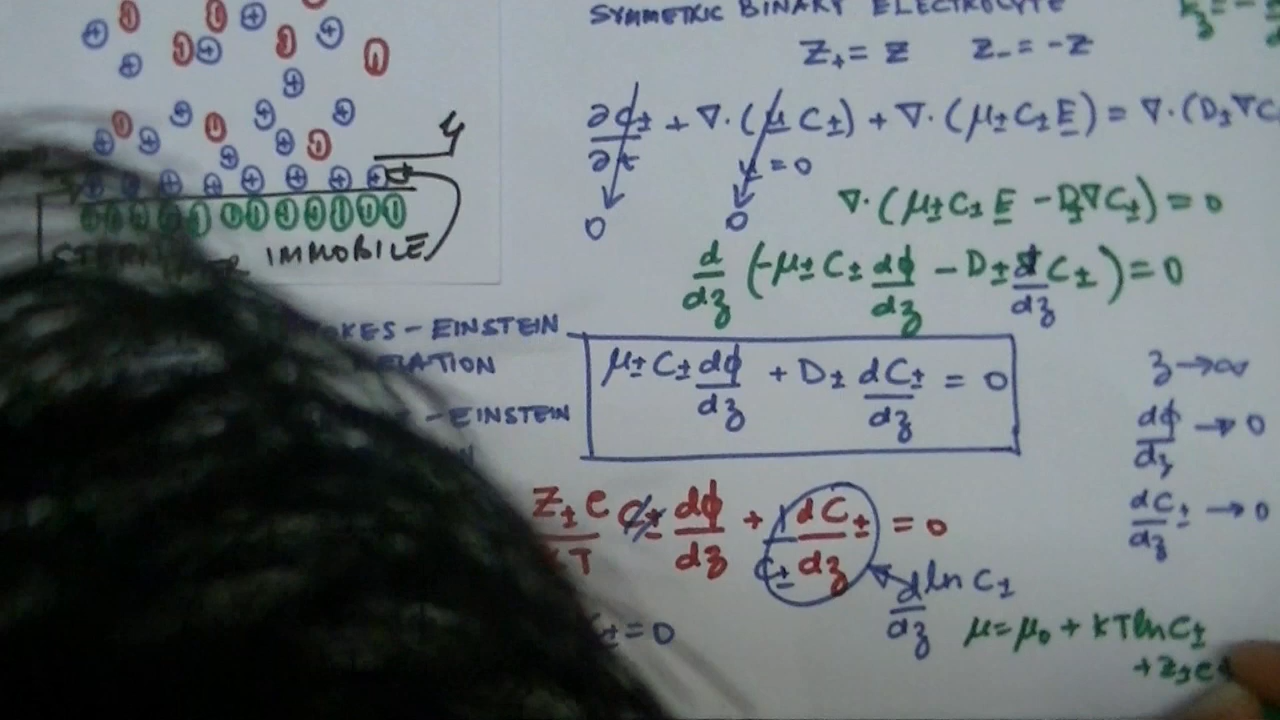 SYMMETRIC BINARY ELECTROLYTE
Z₊ = Z Z₋ = -Z
∂C±/∂t + ∇·(u C±) + ∇·(μ± C± E) = ∇·(D± ∇C
u = 0
0 0
∇·(μ± C± E - D± ∇C±) = 0
d/dz (-μ± C± dφ/dz - D± d/dz C±) = 0
IMMOBILE
EINSTEIN
μ± C± dφ/dz + D± dC±/dz = 0
z → ∞
dφ/dz → 0
dC±/dz → 0
- EINSTEIN
Z± e C± dφ/dz + 1/C± dC±/dz = 0
d/dz ln C±
= 0
μ = μ₀ + KT ln C±
+ Z± e